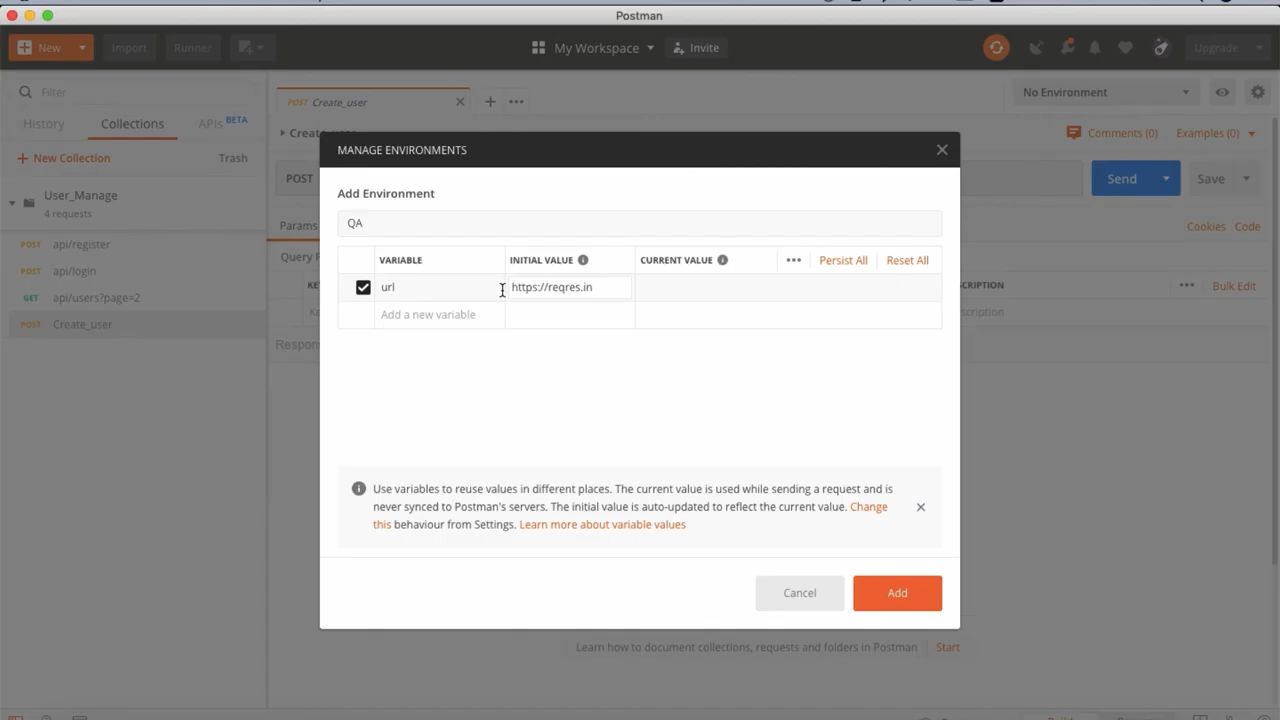 Postman
New
Import
Runner
My Workspace
Invite
Upgrade
Filter
History
Collections
APIs
BETA
New Collection
Trash
User_Manage
4 requests
POST api/register
POST api/login
GET api/users?page=2
POST Create_user
POST Create_user
No Environment
Comments (0)
Examples (0)
POST
Send
Save
Params
Cookies
Code
Bulk Edit
MANAGE ENVIRONMENTS
Add Environment
QA
VARIABLE
INITIAL VALUE
CURRENT VALUE
Persist All
Reset All
url
https://reqres.in
Add a new variable
Use variables to reuse values in different places. The current value is used while sending a request and is
never synced to Postman's servers. The initial value is auto-updated to reflect the current value. Change
this behaviour from Settings. Learn more about variable values
Cancel
Add
Learn how to document collections, requests and folders in Postman
Start